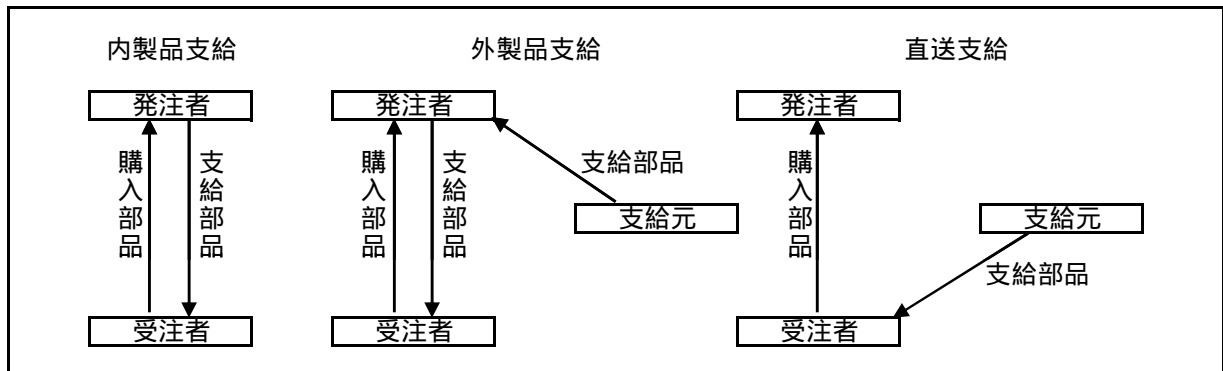 内製品支給
外製品支給
直送支給
発注者
発注者
発注者
購入部品
支給部品
購入部品
支給部品
支給部品
購入部品
支給元
支給元
支給部品
受注者
受注者
受注者